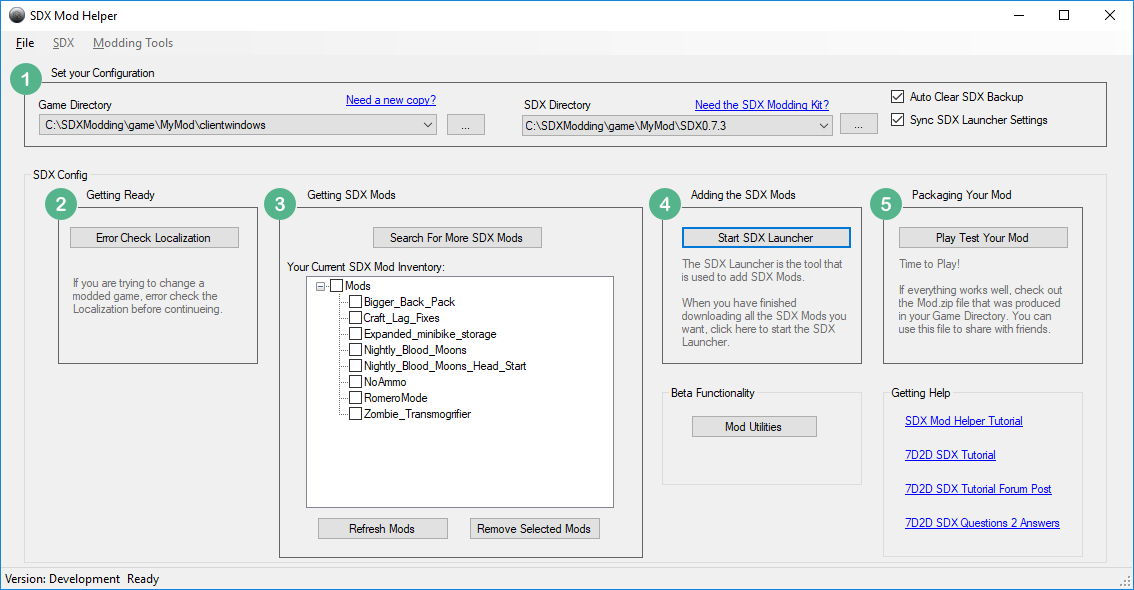 SDX Mod Helper
File SDX Modding Tools
1 Set your Configuration
Game Directory
Need a new copy?
C:\SDXModding\game\MyMod\clientwindows
...
SDX Directory
Need the SDX Modding Kit?
C:\SDXModding\game\MyMod\SDX0.7.3
...
Auto Clear SDX Backup
Sync SDX Launcher Settings
SDX Config
2 Getting Ready
Error Check Localization
If you are trying to change a
modded game, error check the
Localization before continueing.
3 Getting SDX Mods
Search For More SDX Mods
Your Current SDX Mod Inventory:
Mods
Bigger_Back_Pack
Craft_Lag_Fixes
Expanded_minibike_storage
Nightly_Blood_Moons
Nightly_Blood_Moons_Head_Start
NoAmmo
RomeroMode
Zombie_Transmogrifier
Refresh Mods
Remove Selected Mods
4 Adding the SDX Mods
Start SDX Launcher
The SDX Launcher is the tool that
is used to add SDX Mods.
When you have finished
downloading all the SDX Mods you
want, click here to start the SDX
Launcher.
Beta Functionality
Mod Utilities
5 Packaging Your Mod
Play Test Your Mod
Time to Play!
If everything works well, check out
the Mod.zip file that was produced
in your Game Directory. You can
use this file to share with friends.
Getting Help
SDX Mod Helper Tutorial
7D2D SDX Tutorial
7D2D SDX Tutorial Forum Post
7D2D SDX Questions 2 Answers
Version: Development Ready